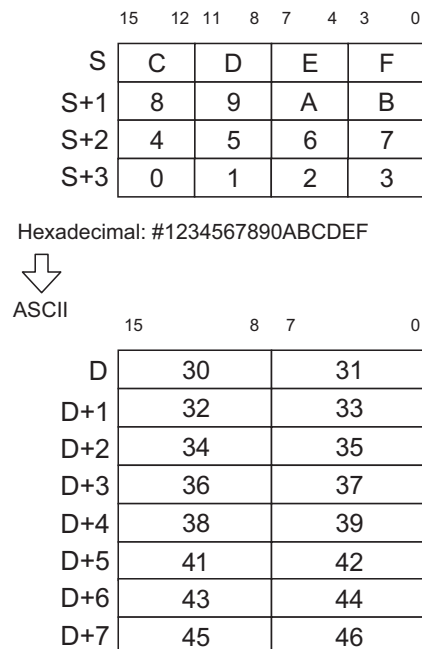 15 12 11 8 7 4 3 0
S C D E F
S+1 8 9 A B
S+2 4 5 6 7
S+3 0 1 2 3
Hexadecimal: #1234567890ABCDEF
ASCII
15 8 7 0
D 30 31
D+1 32 33
D+2 34 35
D+3 36 37
D+4 38 39
D+5 41 42
D+6 43 44
D+7 45 46